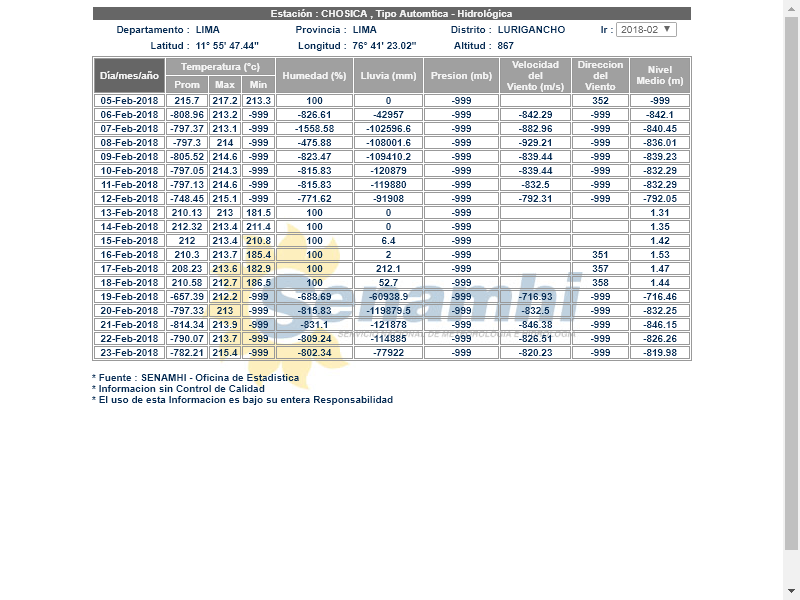 Estación : CHOSICA , Tipo Automtica - Hidrológica
Departamento : LIMA Provincia : LIMA Distrito : LURIGANCHO Ir : 2018-02
Latitud : 11° 55' 47.44" Longitud : 76° 41' 23.02" Altitud : 867
Día/mes/año Temperatura (°c) Humedad (%) Lluvia (mm) Presion (mb) Velocidad del Viento (m/s) Direccion del Viento Nivel Medio (m)
Prom Max Min
05-Feb-2018 215.7 217.2 213.3 100 0 -999 352 -999
06-Feb-2018 -808.96 213.2 -999 -826.61 -42957 -999 -842.29 -999 -842.1
07-Feb-2018 -797.37 213.1 -999 -1558.58 -102596.6 -999 -882.96 -999 -840.45
08-Feb-2018 -797.3 214 -999 -475.88 -108001.6 -999 -929.21 -999 -836.01
09-Feb-2018 -805.52 214.6 -999 -823.47 -109410.2 -999 -839.44 -999 -839.23
10-Feb-2018 -797.05 214.3 -999 -815.83 -120879 -999 -839.44 -999 -832.29
11-Feb-2018 -797.13 214.6 -999 -815.83 -119880 -999 -832.5 -999 -832.29
12-Feb-2018 -748.45 215.1 -999 -771.62 -91908 -999 -792.31 -999 -792.05
13-Feb-2018 210.13 213 181.5 100 0 -999 1.31
14-Feb-2018 212.32 213.4 211.4 100 0 -999 1.35
15-Feb-2018 212 213.4 210.8 100 6.4 -999 1.42
16-Feb-2018 210.3 213.7 185.4 100 2 -999 351 1.53
17-Feb-2018 208.23 213.6 182.9 100 212.1 -999 357 1.47
18-Feb-2018 210.58 212.7 186.5 100 52.7 -999 358 1.44
19-Feb-2018 -657.39 212.2 -999 -688.69 -60938.9 -999 -716.93 -999 -716.46
20-Feb-2018 -797.33 213 -999 -815.83 -119879.5 -999 -832.5 -999 -832.25
21-Feb-2018 -814.34 213.9 -999 -831.1 -121878 -999 -846.38 -999 -846.15
22-Feb-2018 -790.07 213.7 -999 -809.24 -114885 -999 -826.51 -999 -826.26
23-Feb-2018 -782.21 215.4 -999 -802.34 -77922 -999 -820.23 -999 -819.98
Senamhi
* Fuente : SENAMHI - Oficina de Estadistica
* Informacion sin Control de Calidad
* El uso de esta Informacion es bajo su entera Responsabilidad